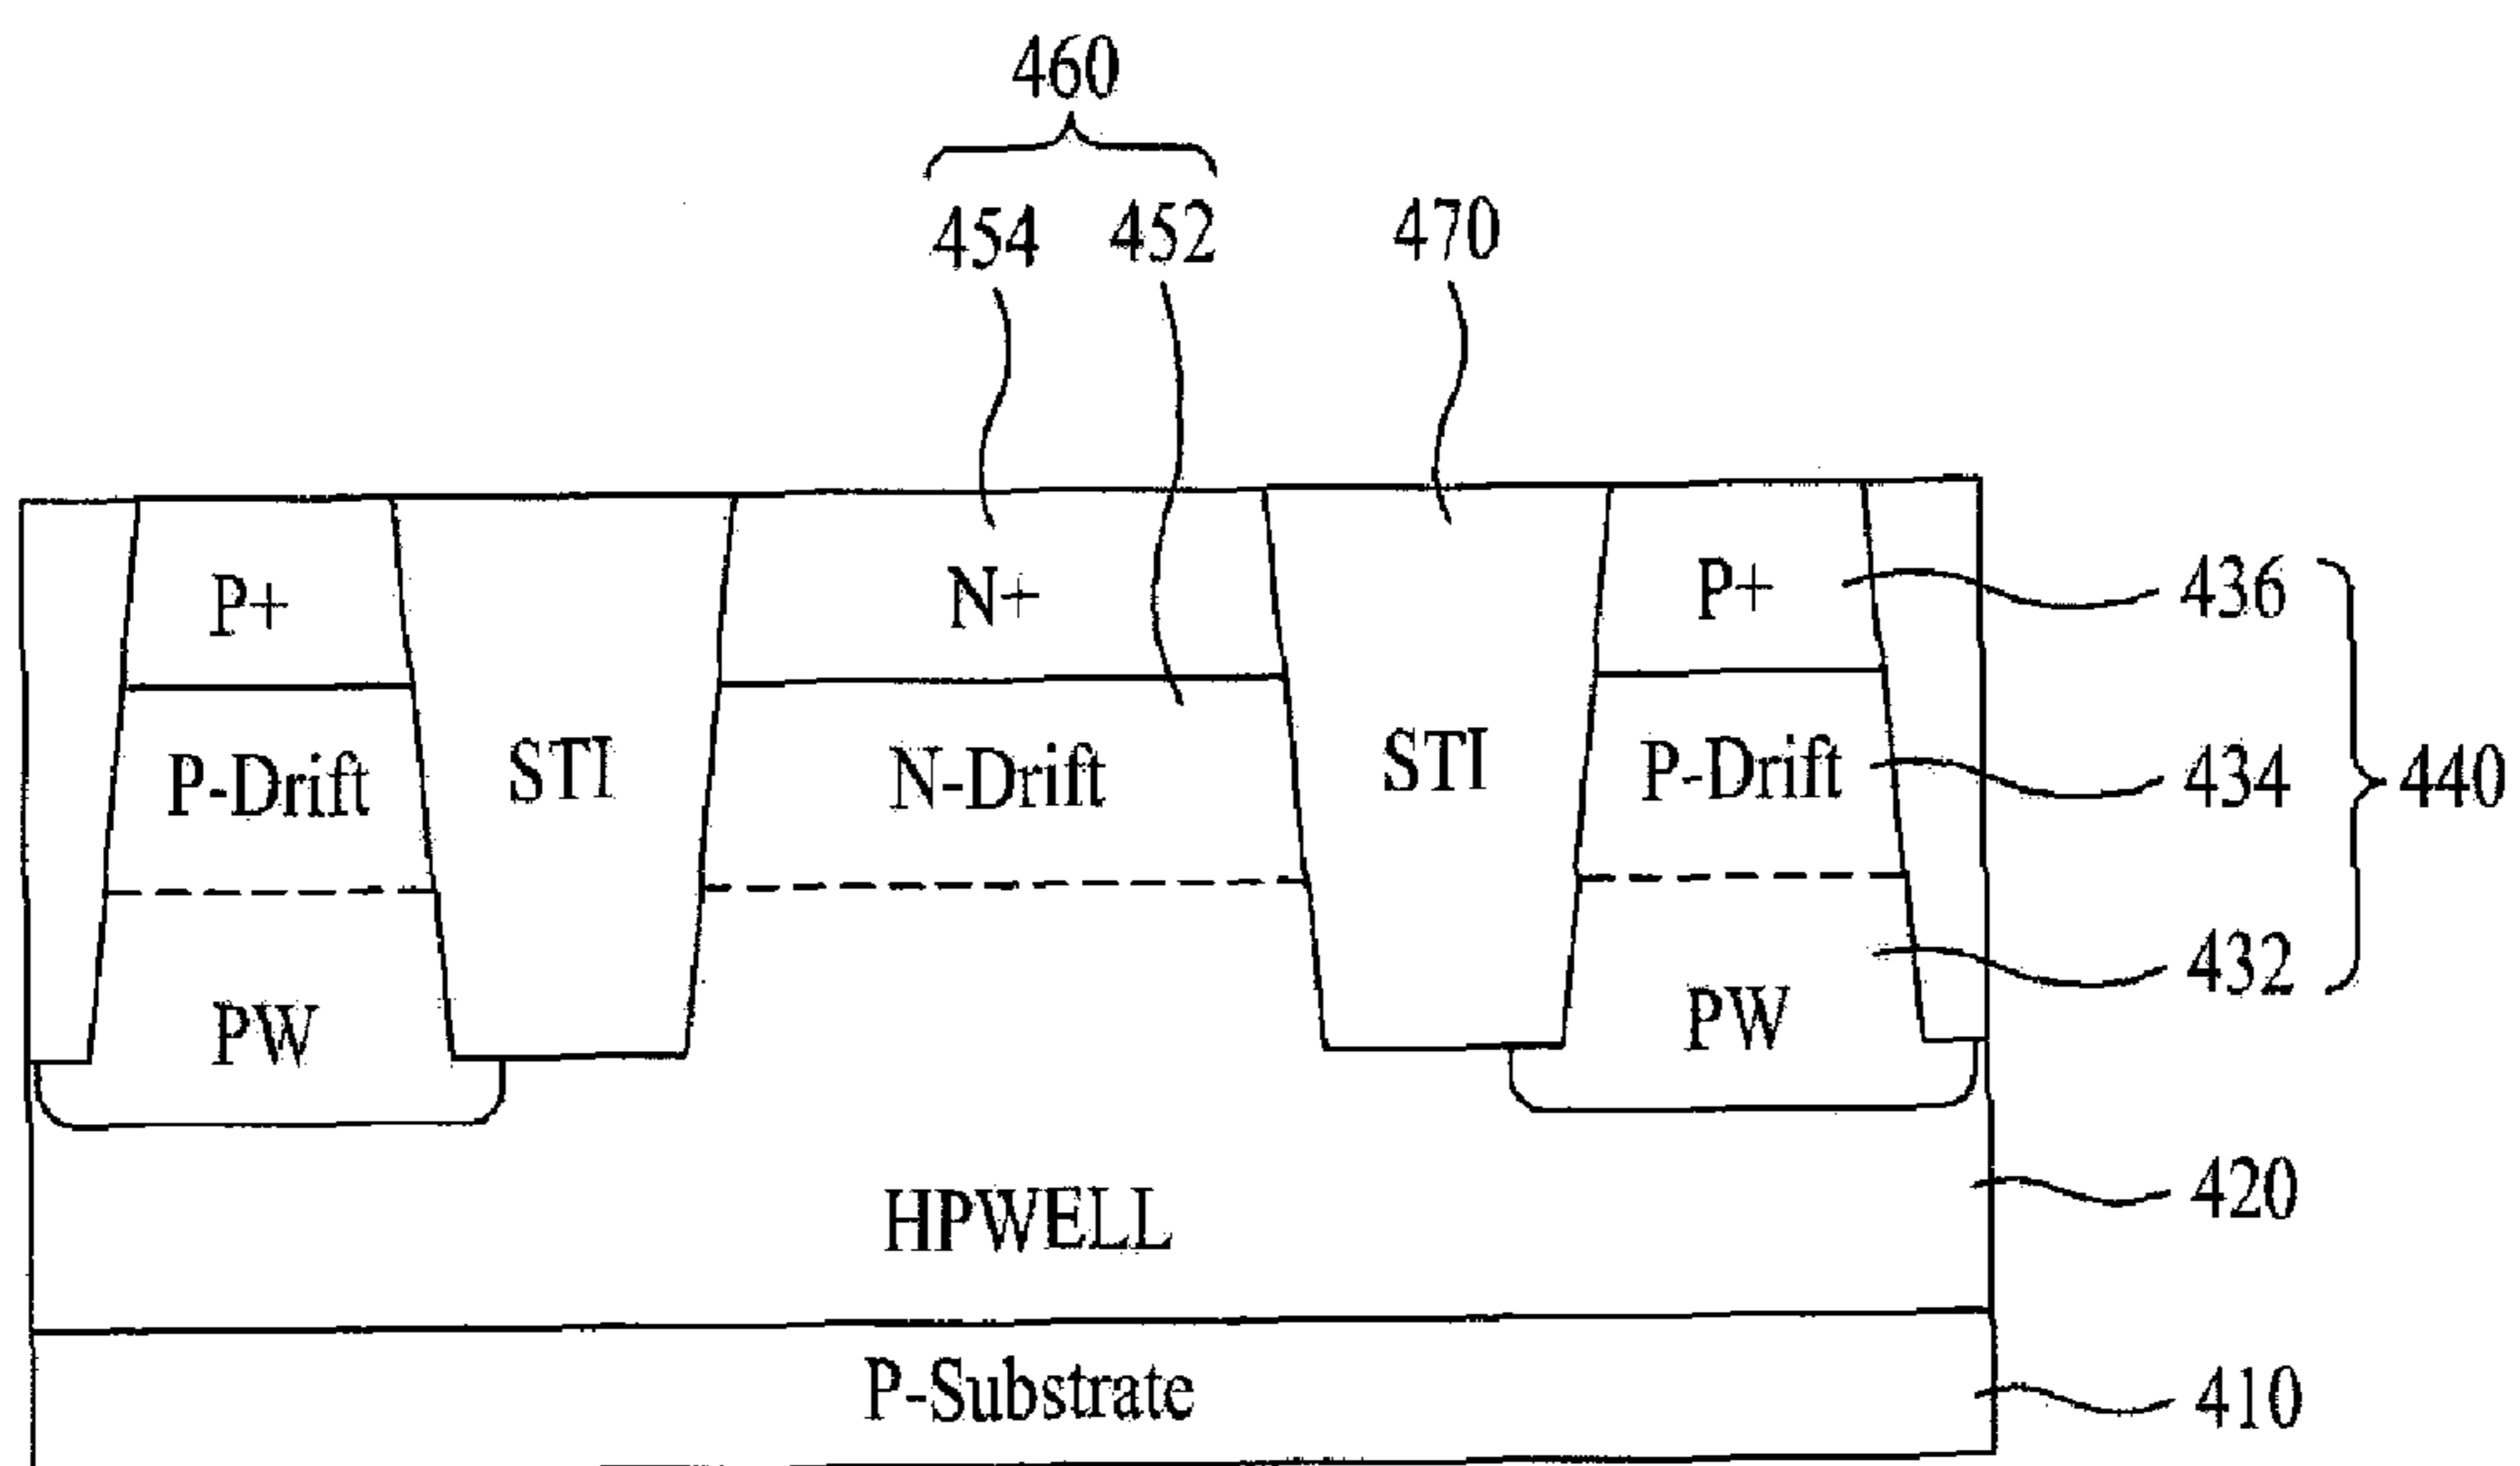 460
454 452 470
P+ N+ P+ 436
P-Drift STI N-Drift STI P-Drift 434 440
432
PW PW
HPWELL 420
P-Substrate 410